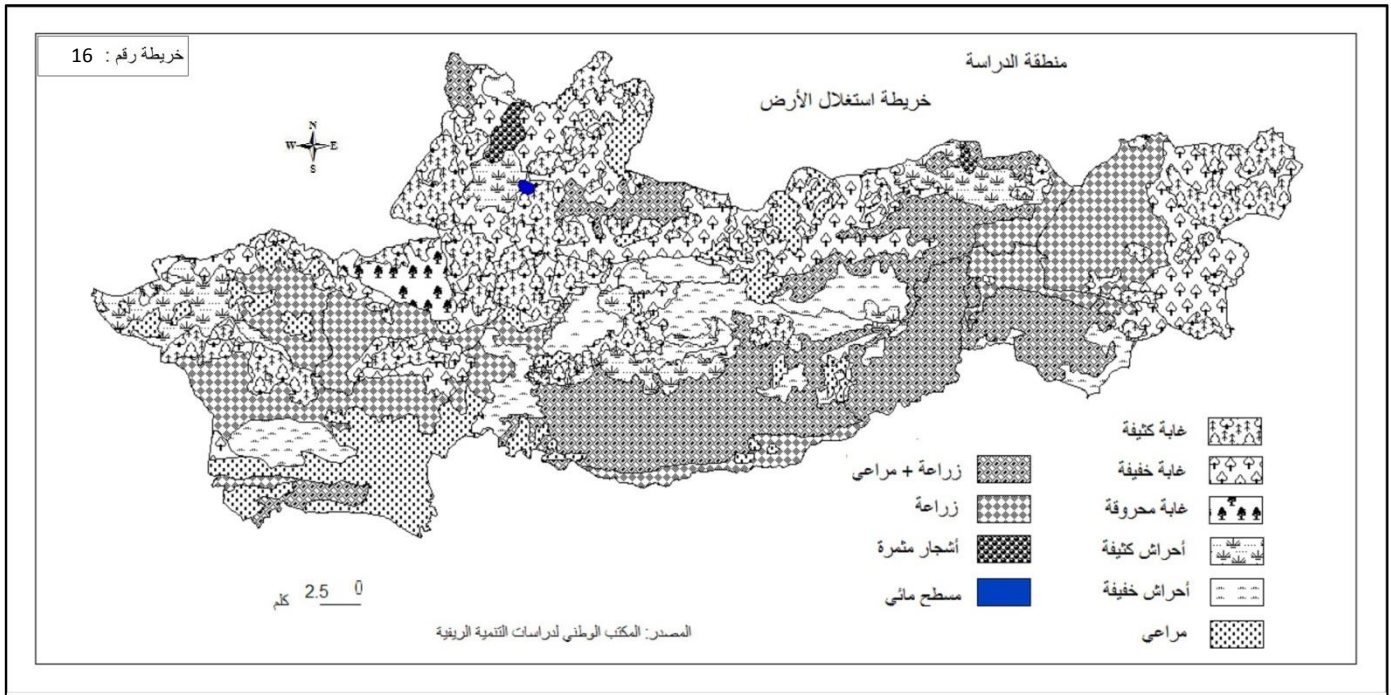 خريطة رقم : 16
منطقة الدراسة
خريطة استغلال الأرض
N
W E
S
غابة كثيفة
غابة خفيفة
غابة محروقة
أحراش كثيفة
أحراش خفيفة
مراعي
زراعة + مراعي
زراعة
أشجار مثمرة
مسطح مائي
0 2.5 كلم
المصدر: المكتب الوطني لدراسات التنمية الريفية